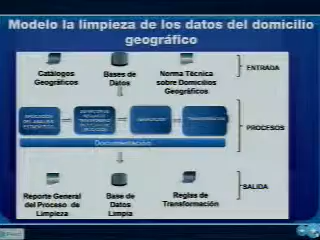 Modelo la limpieza de los datos del domicilio
geográfico
Catálogos
Geográficos
Bases de
Datos
Norma Técnica
sobre Domicilios
Geográficos
ENTRADA
PROCESOS
Documentación
Reporte General
del Proceso de
Limpieza
Base de
Datos
Limpia
Reglas de
Transformación
SALIDA